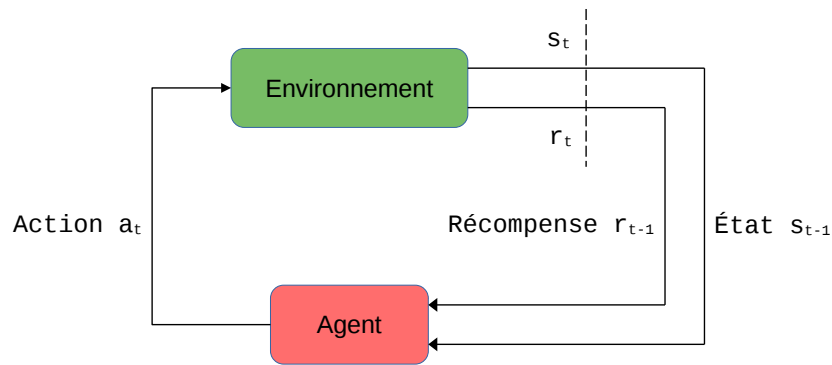 sₜ
Environnement
rₜ
Action aₜ
Récompense rₜ₋₁
État sₜ₋₁
Agent